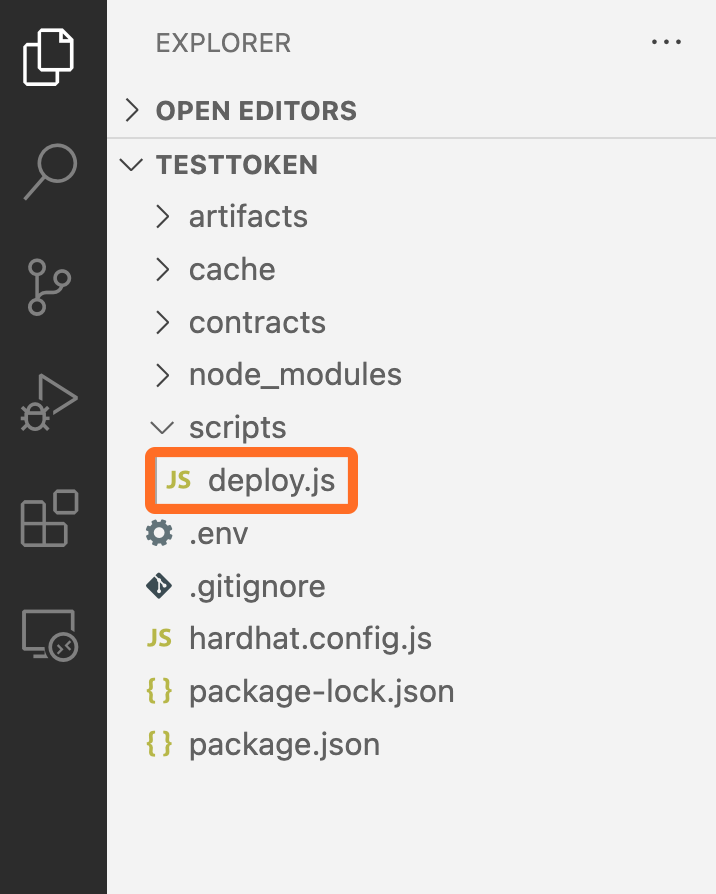 EXPLORER ···
OPEN EDITORS
TESTTOKEN
artifacts
cache
contracts
node_modules
scripts
JS deploy.js
.env
.gitignore
JS hardhat.config.js
{} package-lock.json
{} package.json